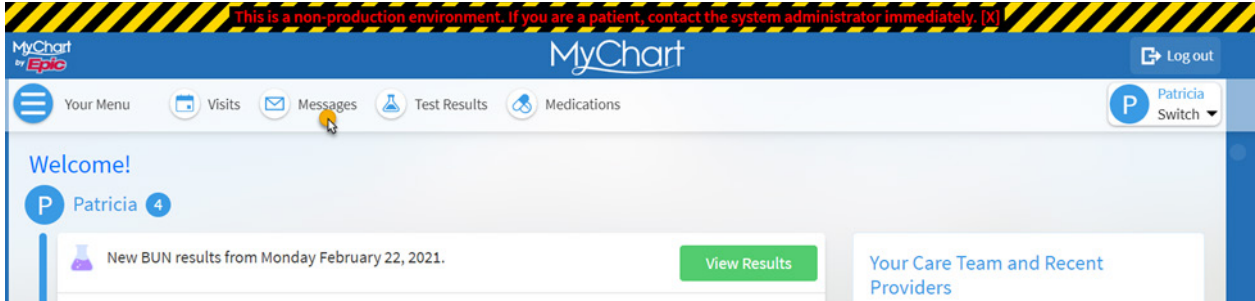 This is a non-production environment. If you are a patient, contact the system administrator immediately. [X]
MyChart
by Epic
MyChart
Log out
Your Menu
Visits
Messages
Test Results
Medications
P
Patricia
Switch
Welcome!
P
Patricia
4
New BUN results from Monday February 22, 2021.
View Results
Your Care Team and Recent
Providers